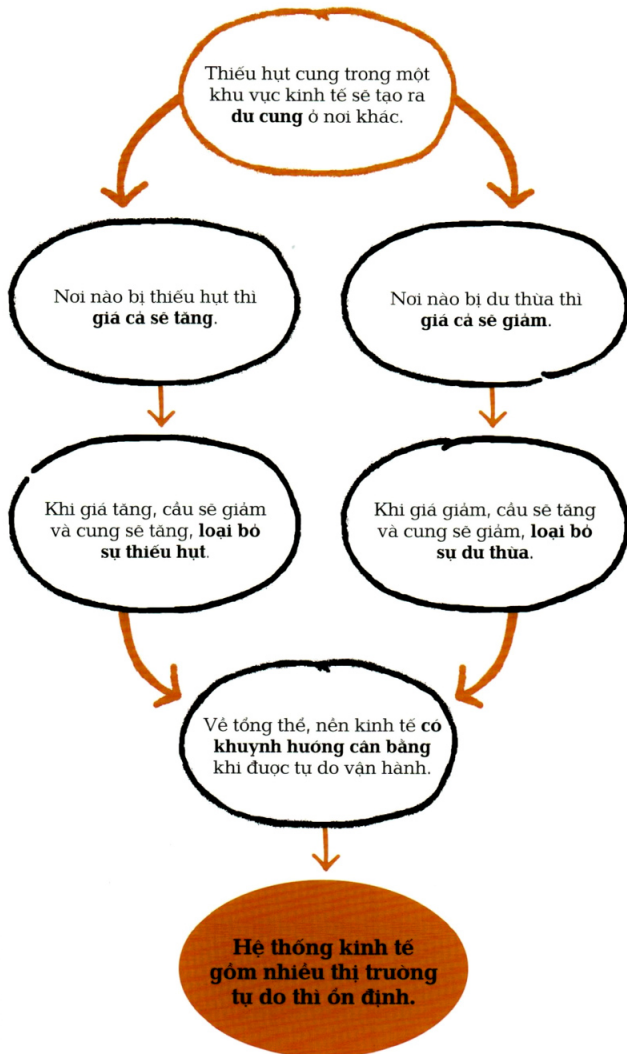 Thiếu hụt cung trong một
khu vực kinh tế sẽ tạo ra
dư cung ở nơi khác.
Nơi nào bị thiếu hụt thì
giá cả sẽ tăng.
Nơi nào bị dư thừa thì
giá cả sẽ giảm.
Khi giá tăng, cầu sẽ giảm
và cung sẽ tăng, loại bỏ
sự thiếu hụt.
Khi giá giảm, cầu sẽ tăng
và cung sẽ giảm, loại bỏ
sự dư thừa.
Về tổng thể, nền kinh tế có
khuynh hướng cân bằng
khi được tự do vận hành.
Hệ thống kinh tế
gồm nhiều thị trường
tự do thì ổn định.